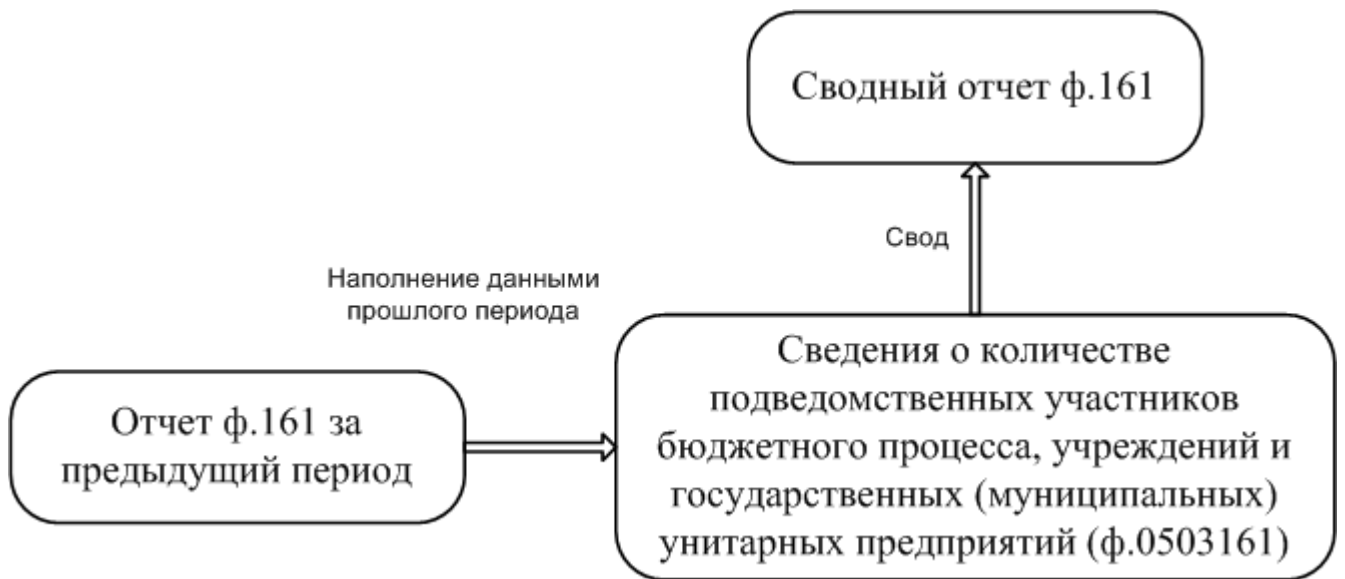 Сводный отчет ф.161
Свод
Наполнение данными
прошлого периода
Отчет ф.161 за
предыдущий период
Сведения о количестве
подведомственных участников
бюджетного процесса, учреждений и
государственных (муниципальных)
унитарных предприятий (ф.0503161)